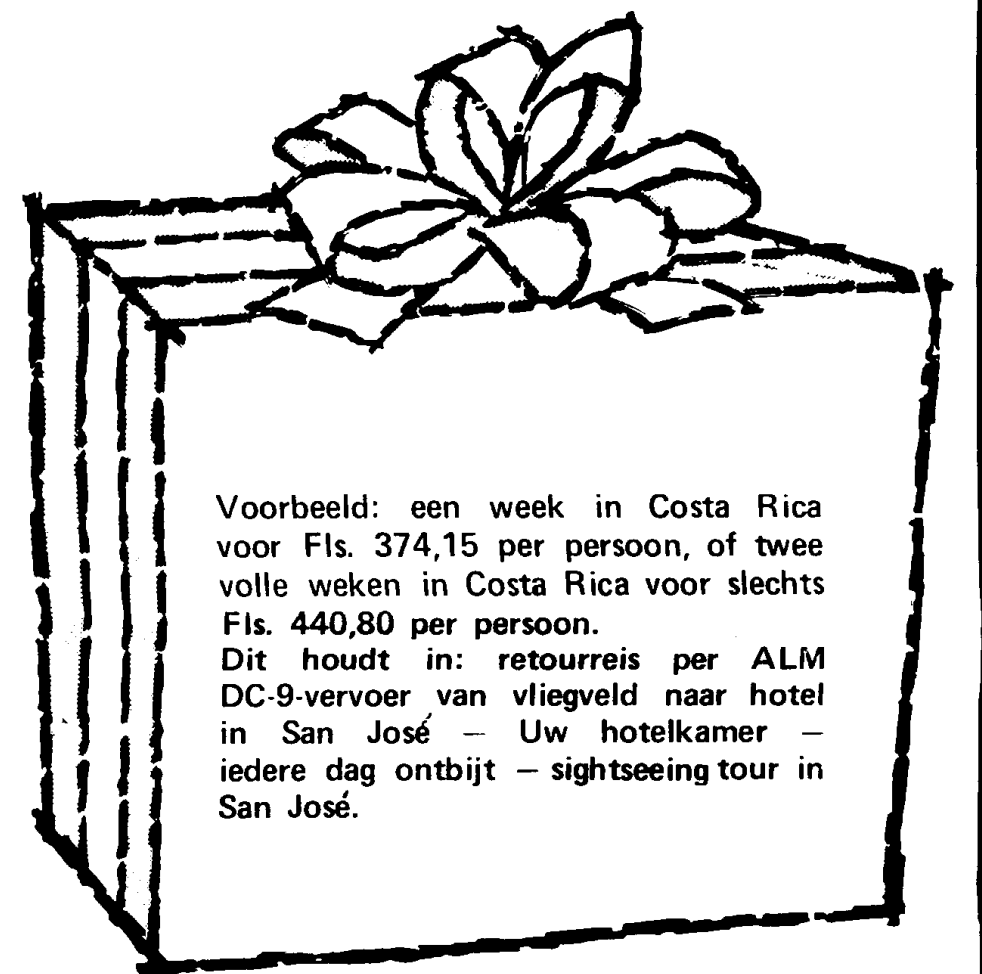 Voorbeeld: een week in Costa Rica
voor Fls. 374,15 per persoon, of twee
volle weken in Costa Rica voor slechts
Fls. 440,80 per persoon.
Dit houdt in: retourreis per ALM
DC-9-vervoer van vliegveld naar hotel
in San José — Uw hotelkamer —
iedere dag ontbijt — sightseeing tour in
San José.